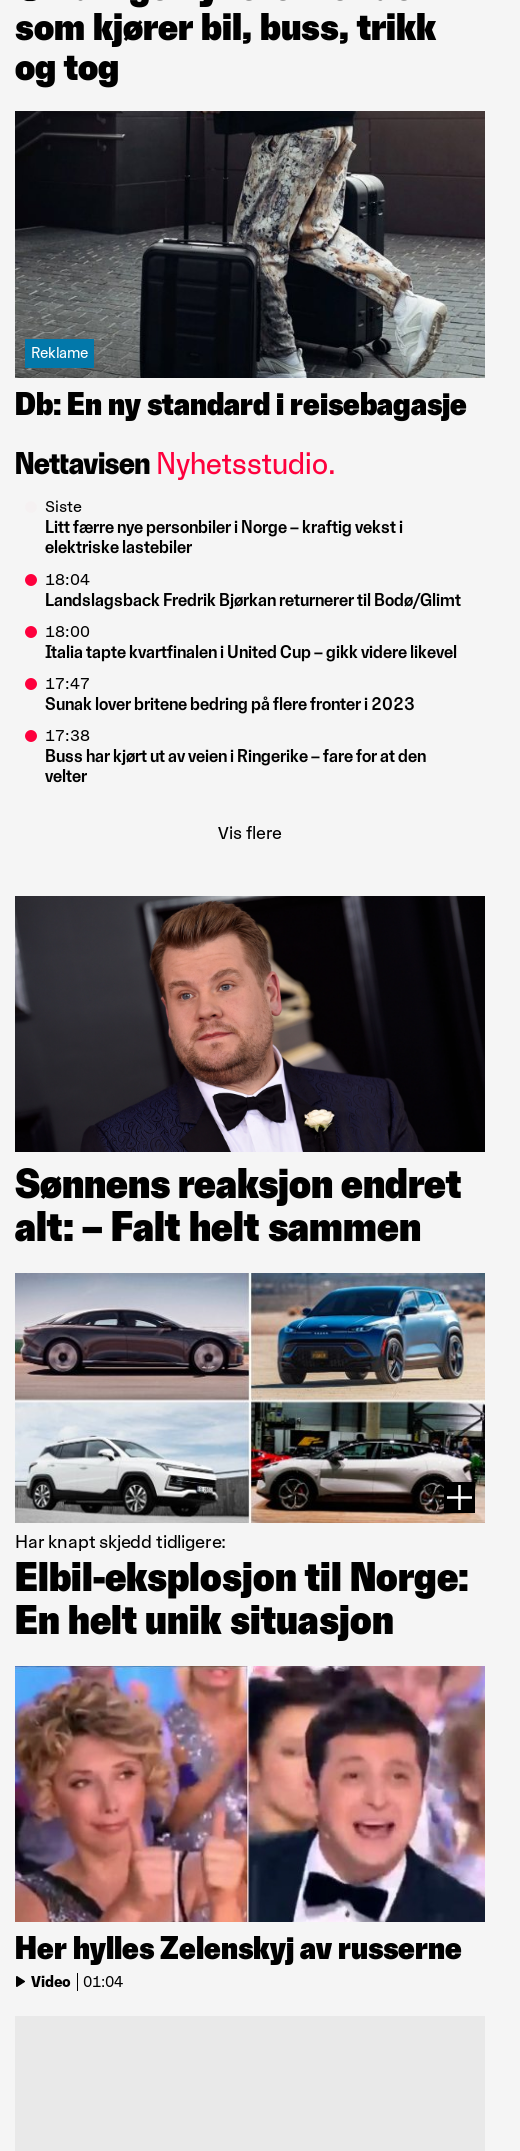 som kjører bil, buss, trikk
og tog
Reklame
Db: En ny standard i reisebagasje
Nettavisen Nyhetsstudio.
Siste
Litt færre nye personbiler i Norge – kraftig vekst i
elektriske lastebiler
18:04
Landslagsback Fredrik Bjørkan returnerer til Bodø/Glimt
18:00
Italia tapte kvartfinalen i United Cup – gikk videre likevel
17:47
Sunak lover britene bedring på flere fronter i 2023
17:38
Buss har kjørt ut av veien i Ringerike – fare for at den
velter
Vis flere
Sønnens reaksjon endret
alt: – Falt helt sammen
Har knapt skjedd tidligere:
Elbil-eksplosjon til Norge:
En helt unik situasjon
Her hylles Zelenskyj av russerne
Video 01:04